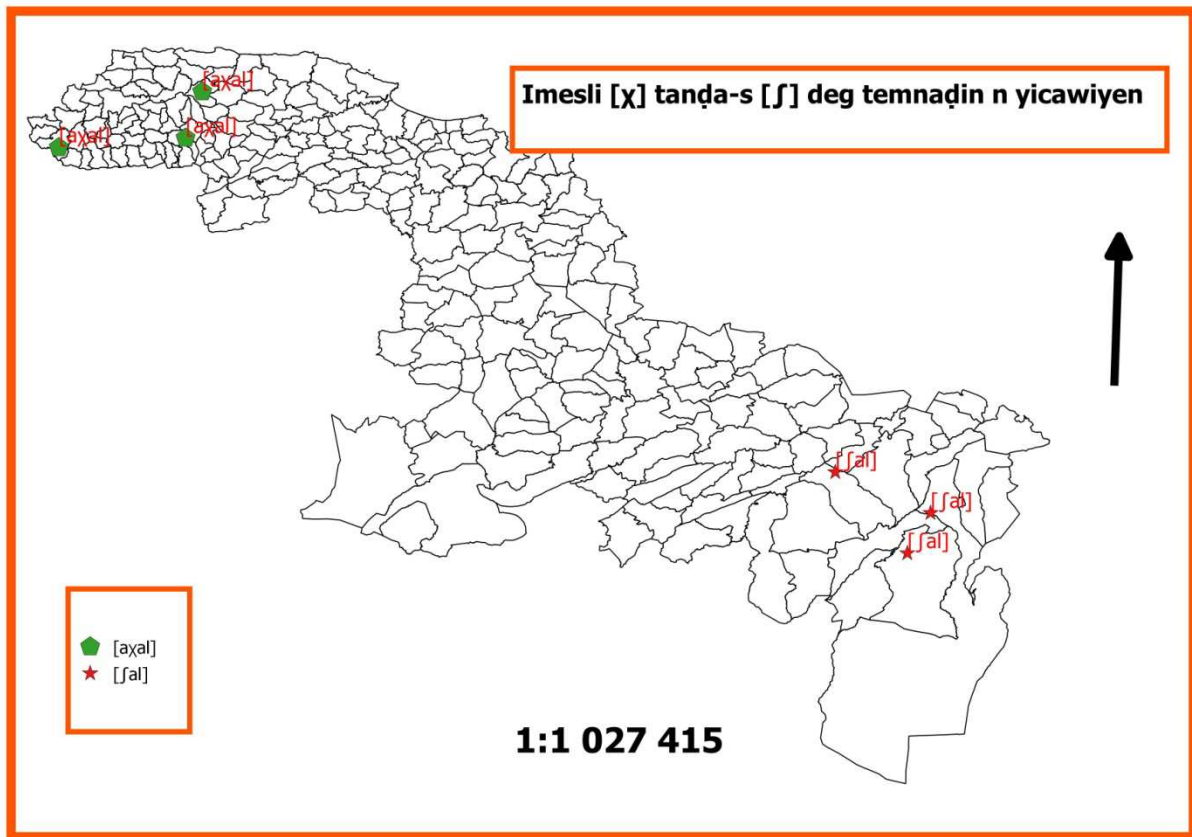 Imesli [χ] tanḍa-s [ʃ] deg temnaḍin n yicawiyen
[aχal]
[aχal]
[aχal]
[ʃal]
[ʃal]
[ʃal]
[aχal]
[ʃal]
1:1 027 415